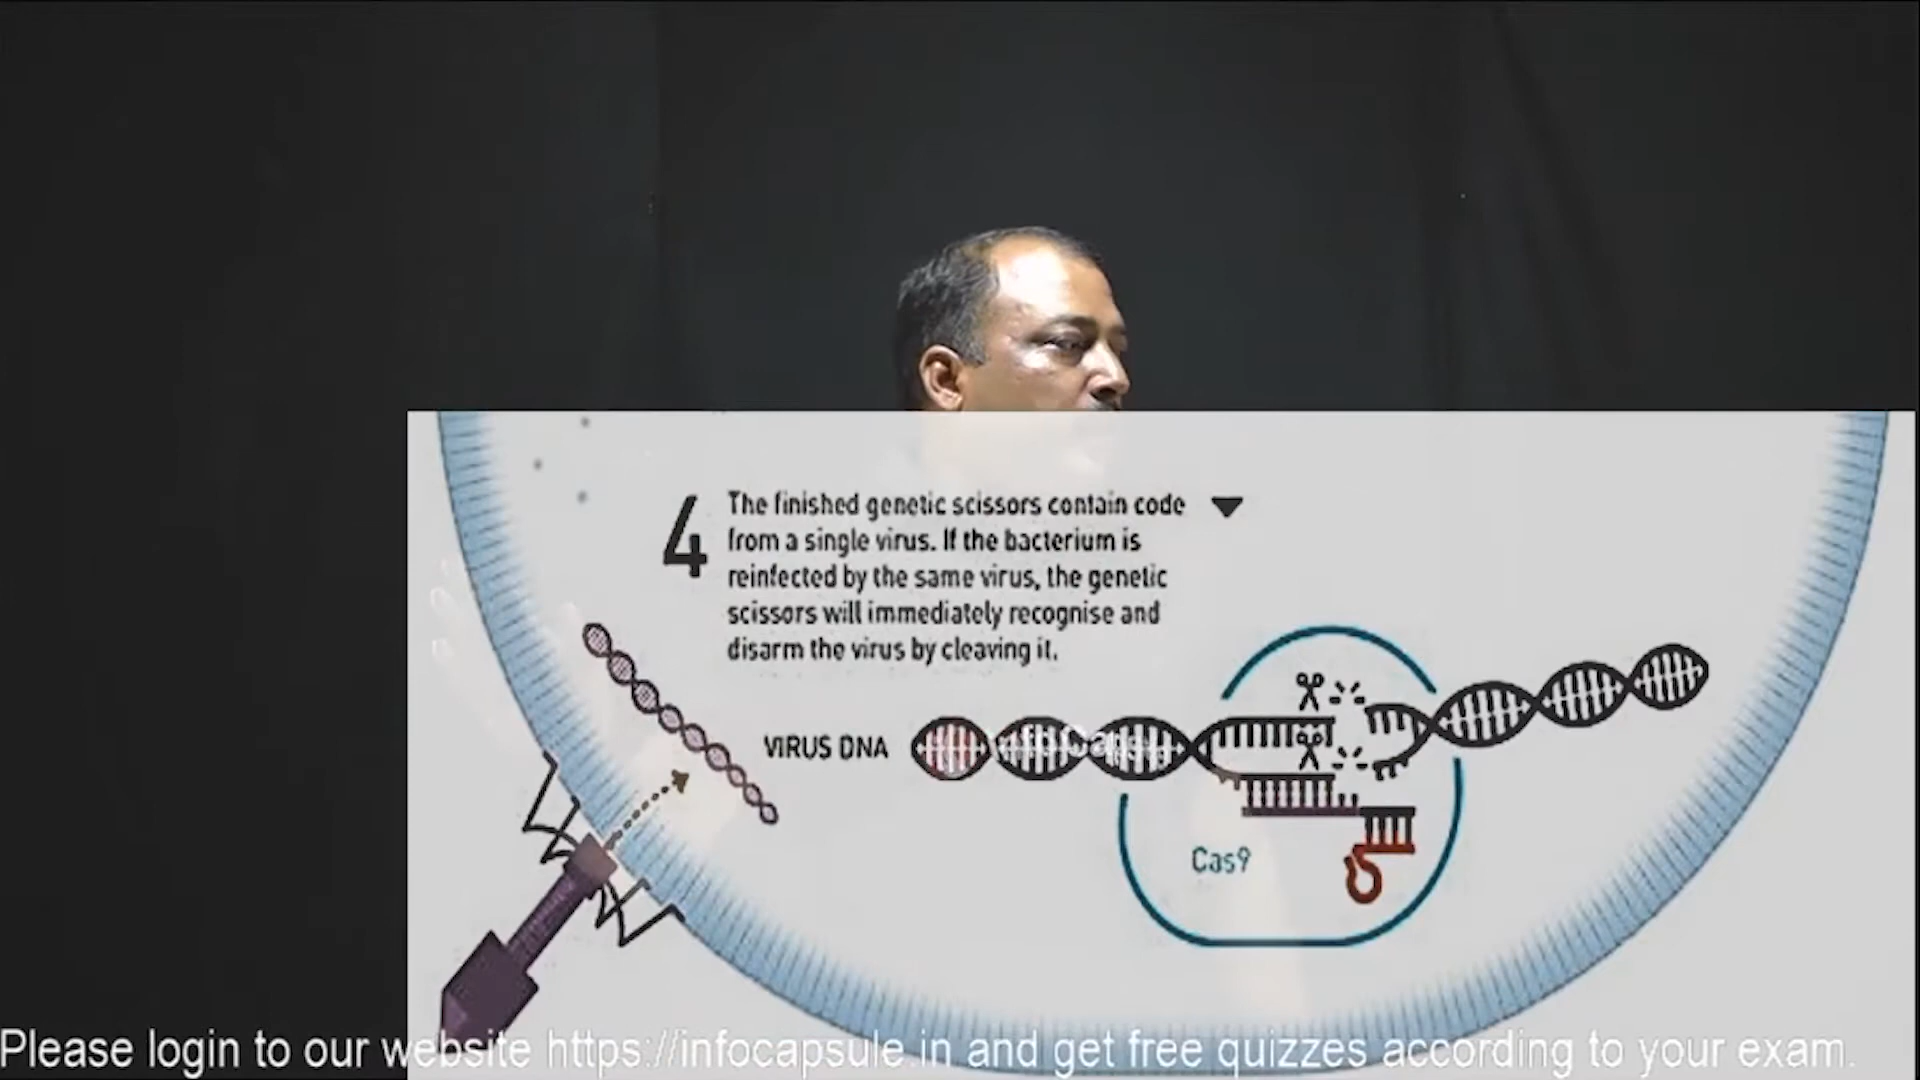 4
The finished genetic scissors contain code
from a single virus. If the bacterium is
reinfected by the same virus, the genetic
scissors will immediately recognise and
disarm the virus by cleaving it.
VIRUS DNA
Cas9
Please login to our website https://infocapsule.in and get free quizzes according to your exam.